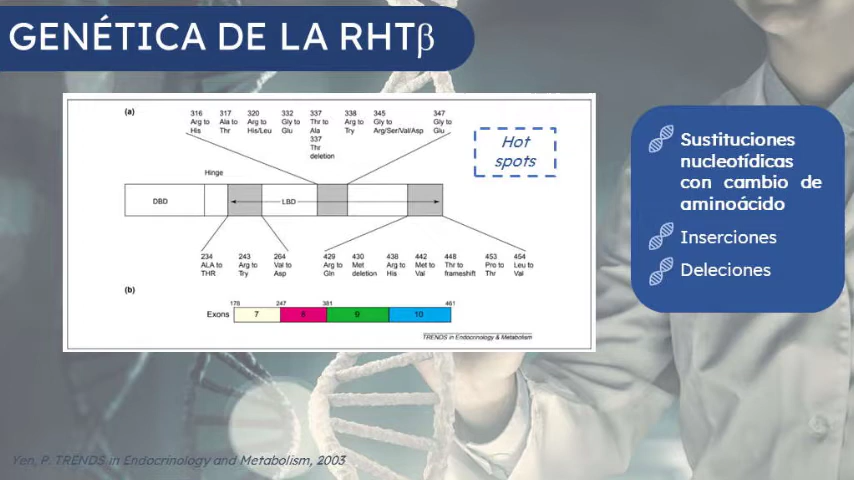 GENÉTICA DE LA RHTβ
(a)
316 317 320 332 337 338 345 347
Arg to Ala to Arg to Gly to Thr to Arg to Gly to Gly to
His Thr His/Leu Glu Ala Try Arg/Ser/Val/Asp Glu
337
Thr
deletion
Hot
spots
Hinge
DBD
LBD
234 243 264 429 430 438 442 448 453 454
ALA to Arg to Val to Arg to Met Arg to Met to Thr to Pro to Leu to
THR Try Asp Gln deletion His Val frameshift Thr Val
(b)
178 247 381 461
Exons 7 8 9 10
TRENDS in Endocrinology & Metabolism
Sustituciones
nucleotídicas
con cambio de
aminoácido
Inserciones
Deleciones
Yen, P. TRENDS in Endocrinology and Metabolism, 2003